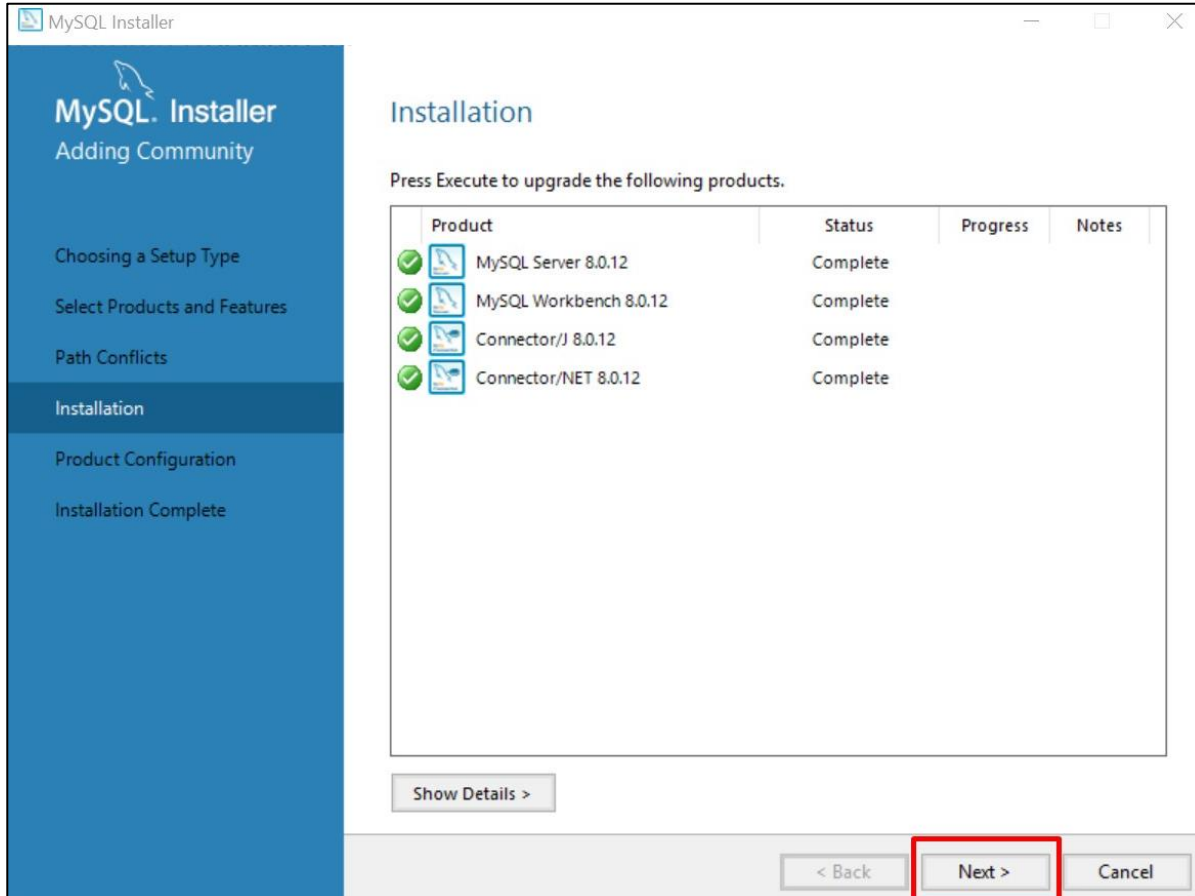 MySQL Installer
MySQL. Installer
Adding Community
Choosing a Setup Type
Select Products and Features
Path Conflicts
Installation
Product Configuration
Installation Complete
Installation
Press Execute to upgrade the following products.
Product Status Progress Notes
MySQL Server 8.0.12 Complete
MySQL Workbench 8.0.12 Complete
Connector/J 8.0.12 Complete
Connector/NET 8.0.12 Complete
Show Details >
< Back Next > Cancel